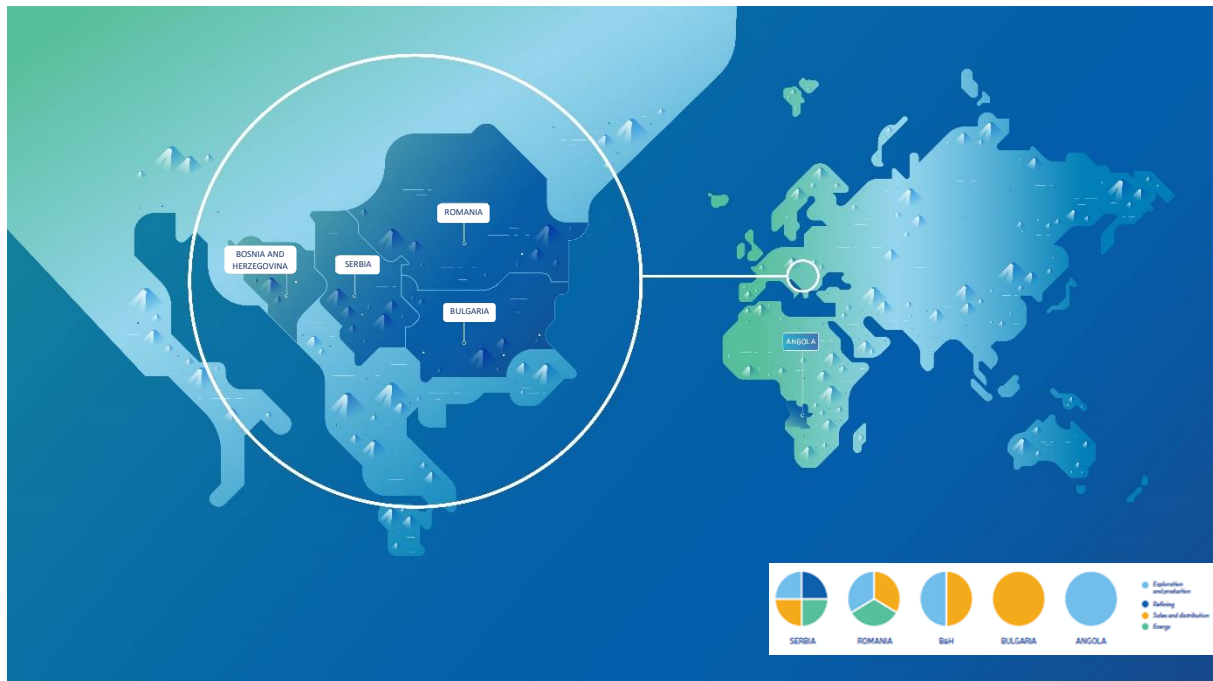 ROMANIA
BOSNIA AND
HERZEGOVINA
SERBIA
BULGARIA
ANGOLA
Exploration
and production
Refining
Sales and distribution
Energy
SERBIA
ROMANIA
B&H
BULGARIA
ANGOLA